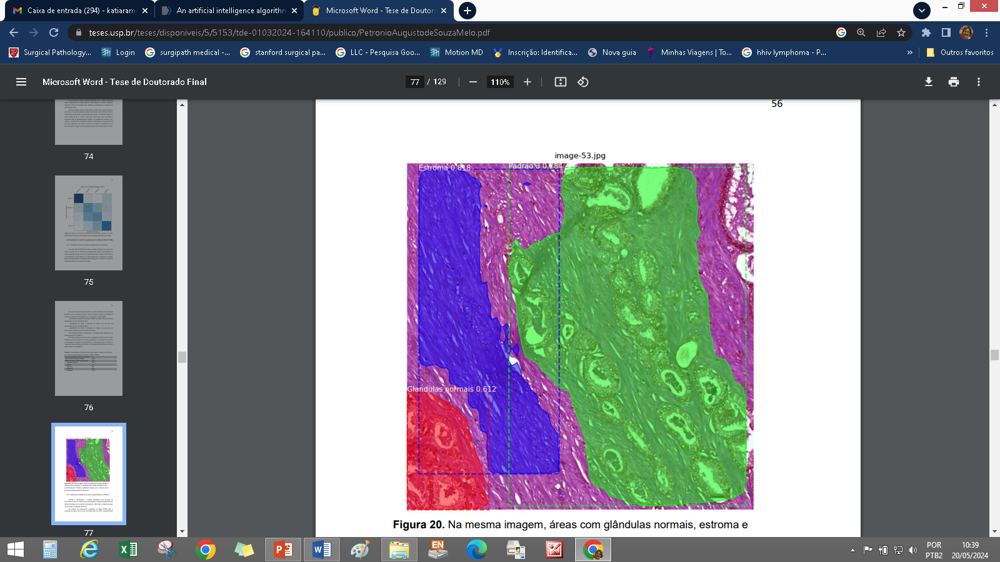 Caixa de entrada (294) - katiaram
An artificial intelligence algorithm
Microsoft Word - Tese de Doutora
teses.usp.br/teses/disponiveis/5/5153/tde-01032024-164110/publico/PetronioAugustodeSouzaMelo.pdf
Surgical Pathology...
Login
surgipath medical -...
stanford surgical pa...
LLC - Pesquisa Goo...
Motion MD
Inscrição: Identifica...
Nova guia
Minhas Viagens | To...
hhiv lymphoma - P...
»
Outros favoritos
Microsoft Word - Tese de Doutorado Final
77 / 129
110%
74
75
76
77
56
image-53.jpg
Estroma 0.818
Padrao 3
Glandulas normais 0.612
Figura 20. Na mesma imagem, áreas com glândulas normais, estroma e
EN
POR
PTB2
10:39
20/05/2024